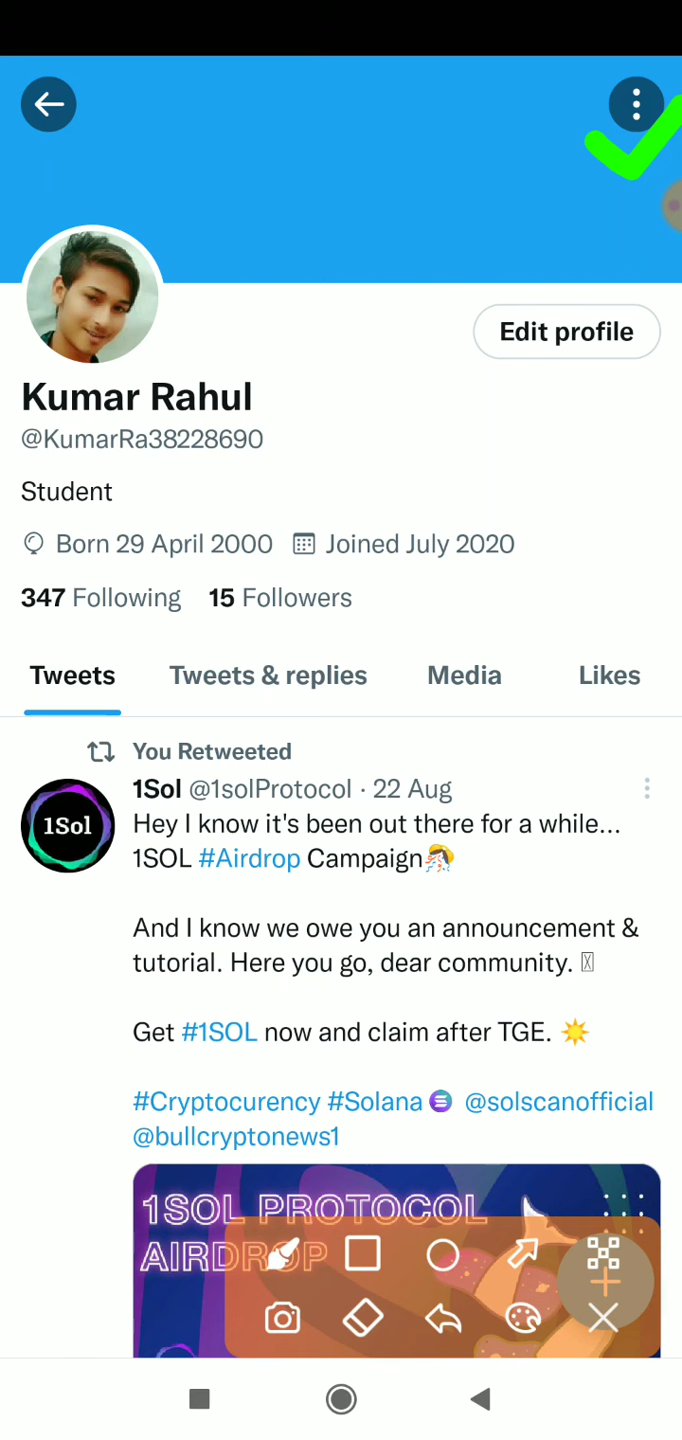 Edit profile
Kumar Rahul
@KumarRa38228690
Student
Born 29 April 2000 Joined July 2020
347 Following 15 Followers
Tweets Tweets & replies Media Likes
You Retweeted
1Sol @1solProtocol · 22 Aug
1Sol
Hey I know it's been out there for a while...
1SOL #Airdrop Campaign
And I know we owe you an announcement &
tutorial. Here you go, dear community.
Get #1SOL now and claim after TGE.
#Cryptocurency #Solana @solscanofficial
@bullcryptonews1
1SOL PROTOCOL
AIRDROP